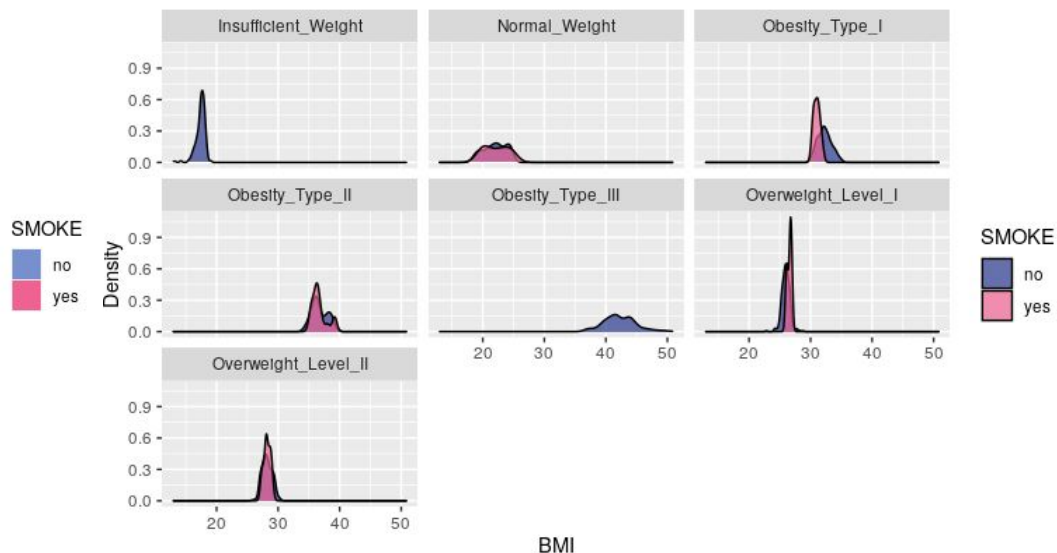 Insufficient_Weight
Normal_Weight
Obesity_Type_I
0.9
0.6
0.3
0.0
Obesity_Type_II
Obesity_Type_III
Overweight_Level_I
SMOKE
no
yes
Density
0.9
0.6
0.3
0.0
20 30 40 50
20 30 40 50
SMOKE
no
yes
Overweight_Level_II
0.9
0.6
0.3
0.0
20 30 40 50
BMI